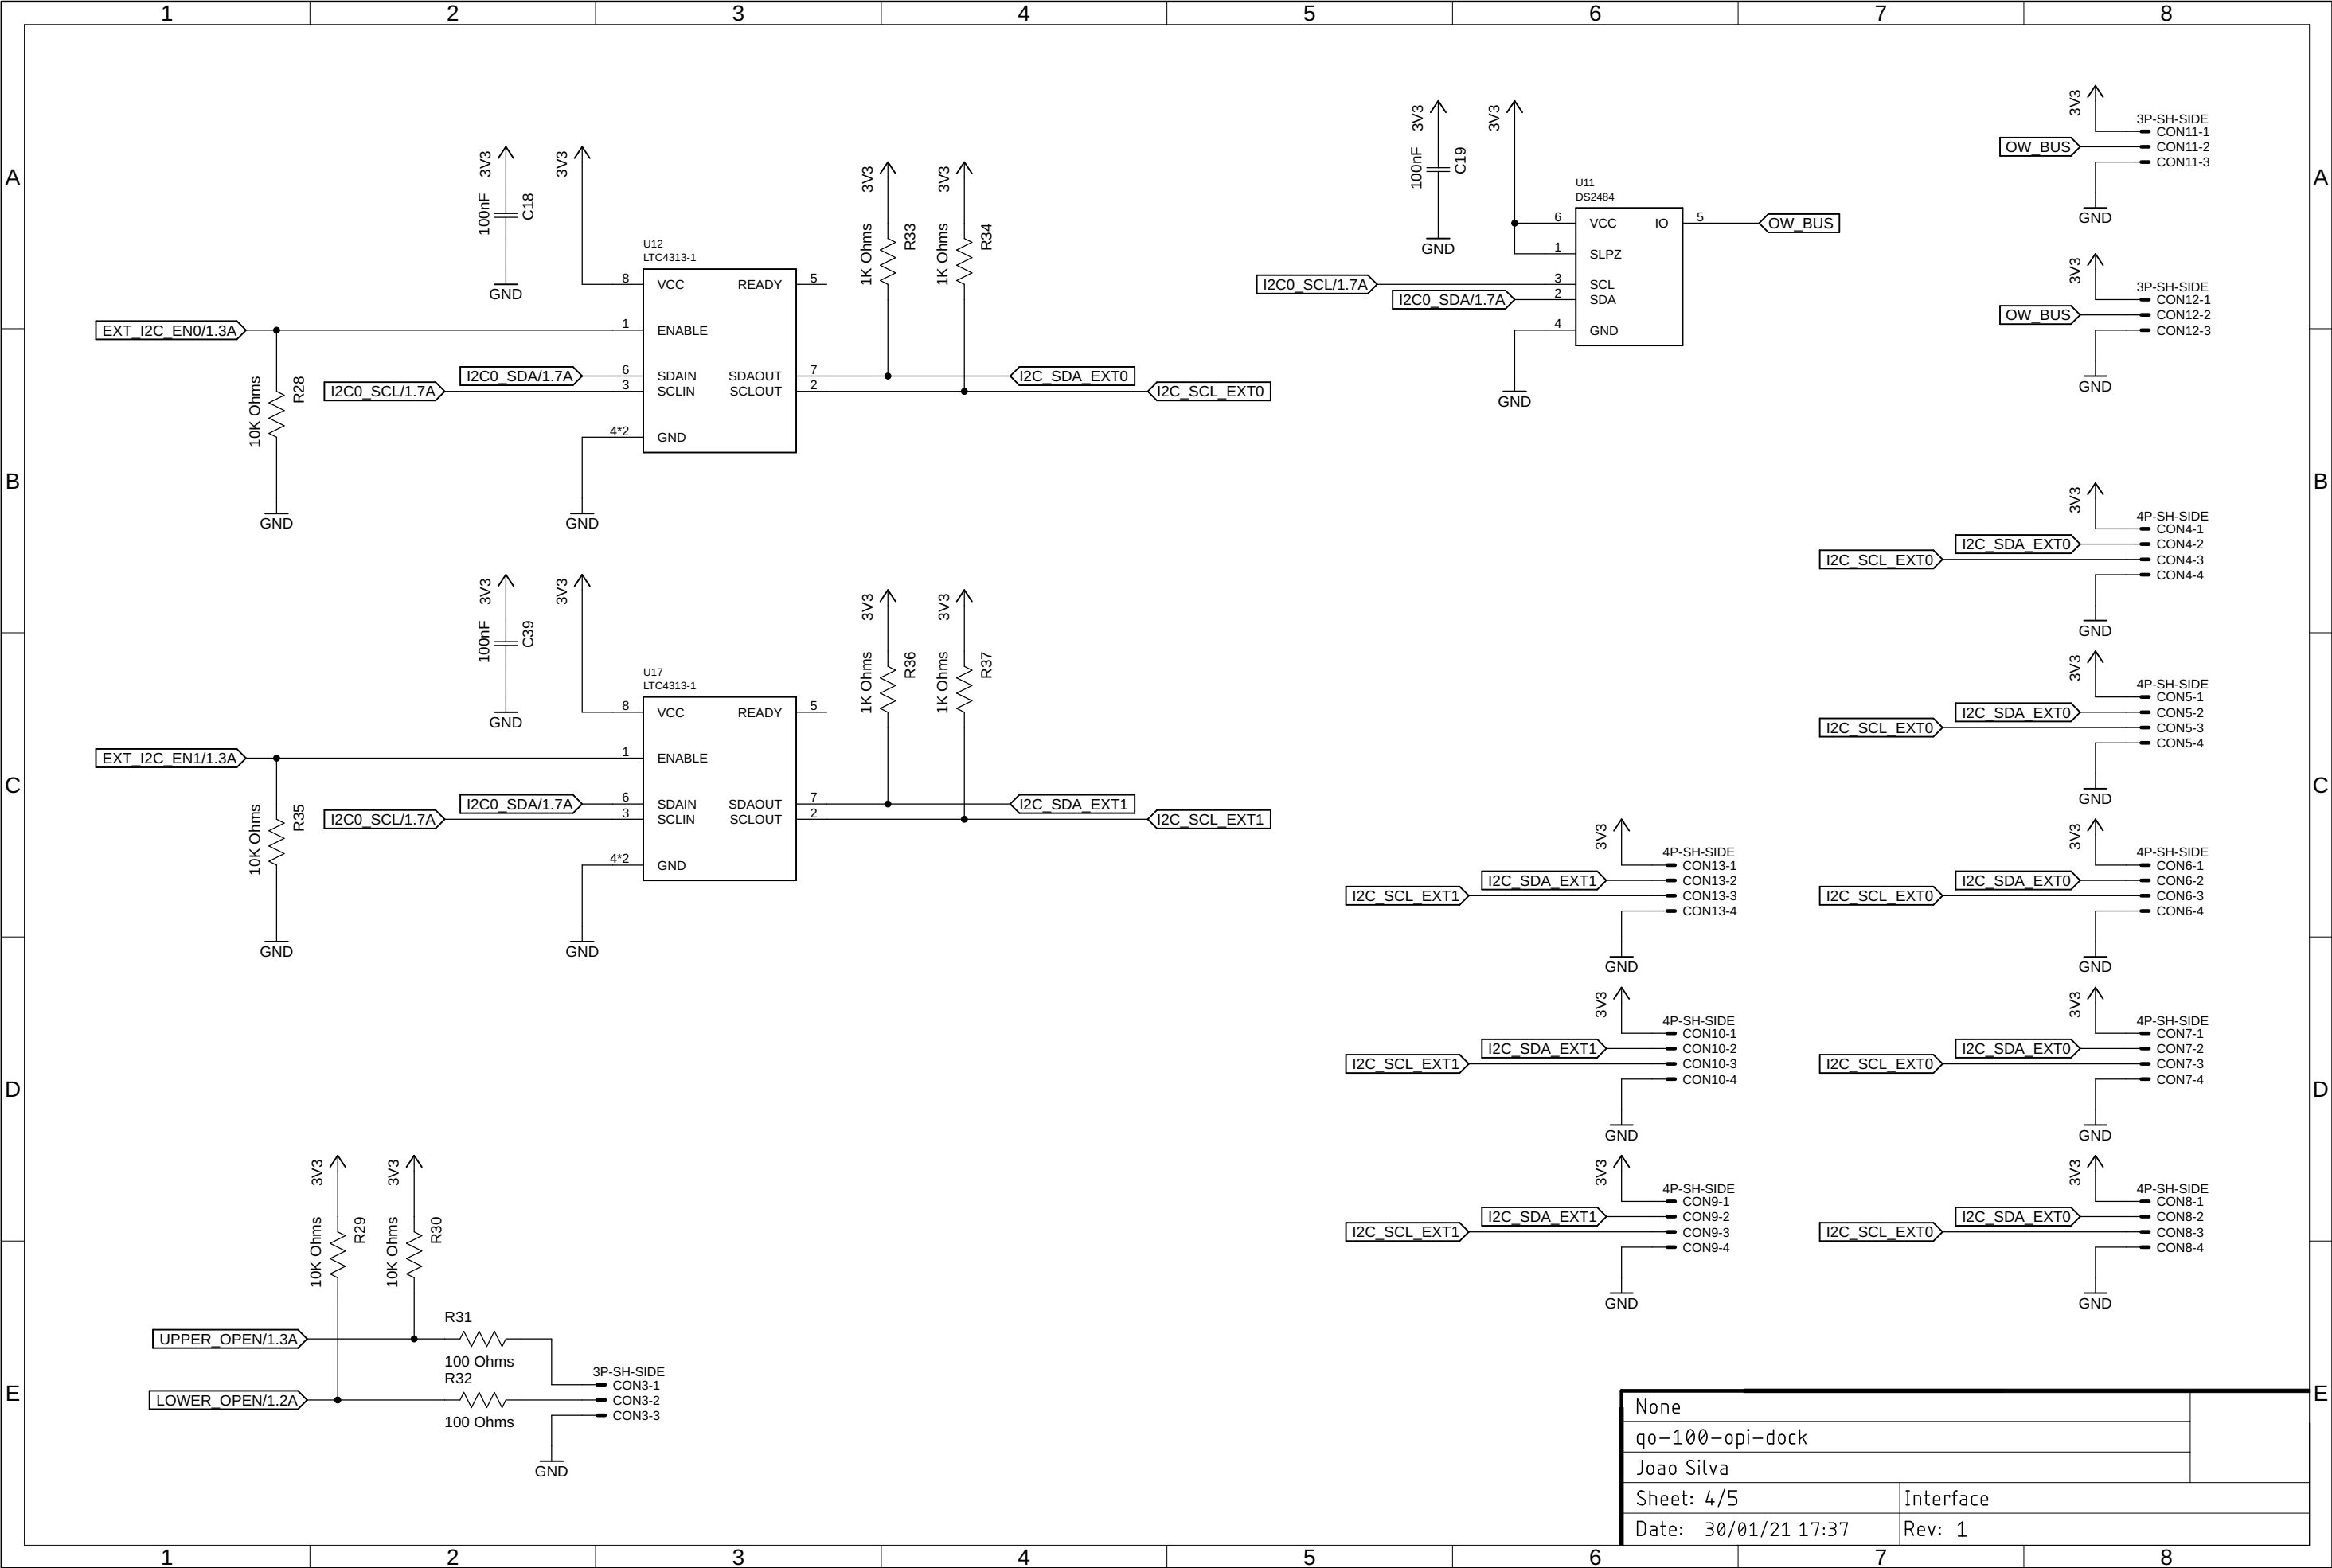 1 2 3 4 5 6 7 8
A A
B B
C C
D D
E E
3V3
100nF
C18
GND
3V3
U12
LTC4313-1
8 VCC READY 5
1 ENABLE
6 SDAIN SDAOUT 7
3 SCLIN SCLOUT 2
4*2 GND
GND
EXT_I2C_EN0/1.3A
10K Ohms
R28
GND
I2C0_SDA/1.7A
I2C0_SCL/1.7A
3V3
1K Ohms
R33
3V3
1K Ohms
R34
I2C_SDA_EXT0
I2C_SCL_EXT0
3V3
100nF
C39
GND
3V3
U17
LTC4313-1
8 VCC READY 5
1 ENABLE
6 SDAIN SDAOUT 7
3 SCLIN SCLOUT 2
4*2 GND
GND
EXT_I2C_EN1/1.3A
10K Ohms
R35
GND
I2C0_SDA/1.7A
I2C0_SCL/1.7A
3V3
1K Ohms
R36
3V3
1K Ohms
R37
I2C_SDA_EXT1
I2C_SCL_EXT1
3V3
10K Ohms
R29
3V3
10K Ohms
R30
UPPER_OPEN/1.3A
R31
100 Ohms
LOWER_OPEN/1.2A
R32
100 Ohms
3P-SH-SIDE
CON3-1
CON3-2
CON3-3
GND
3V3
100nF
C19
GND
3V3
U11
DS2484
6 VCC IO 5
1 SLPZ
3 SCL
2 SDA
4 GND
GND
I2C0_SCL/1.7A
I2C0_SDA/1.7A
OW_BUS
3V3
3P-SH-SIDE
CON11-1
OW_BUS CON11-2
CON11-3
GND
3V3
3P-SH-SIDE
CON12-1
OW_BUS CON12-2
CON12-3
GND
3V3
4P-SH-SIDE
CON4-1
I2C_SDA_EXT0 CON4-2
I2C_SCL_EXT0 CON4-3
CON4-4
GND
3V3
4P-SH-SIDE
CON5-1
I2C_SDA_EXT0 CON5-2
I2C_SCL_EXT0 CON5-3
CON5-4
GND
3V3
4P-SH-SIDE
CON13-1
I2C_SDA_EXT1 CON13-2
I2C_SCL_EXT1 CON13-3
CON13-4
GND
3V3
4P-SH-SIDE
CON6-1
I2C_SDA_EXT0 CON6-2
I2C_SCL_EXT0 CON6-3
CON6-4
GND
3V3
4P-SH-SIDE
CON10-1
I2C_SDA_EXT1 CON10-2
I2C_SCL_EXT1 CON10-3
CON10-4
GND
3V3
4P-SH-SIDE
CON7-1
I2C_SDA_EXT0 CON7-2
I2C_SCL_EXT0 CON7-3
CON7-4
GND
3V3
4P-SH-SIDE
CON9-1
I2C_SDA_EXT1 CON9-2
I2C_SCL_EXT1 CON9-3
CON9-4
GND
3V3
4P-SH-SIDE
CON8-1
I2C_SDA_EXT0 CON8-2
I2C_SCL_EXT0 CON8-3
CON8-4
GND
None
qo-100-opi-dock
Joao Silva
Sheet: 4/5 Interface
Date: 30/01/21 17:37 Rev: 1
1 2 3 4 5 6 7 8